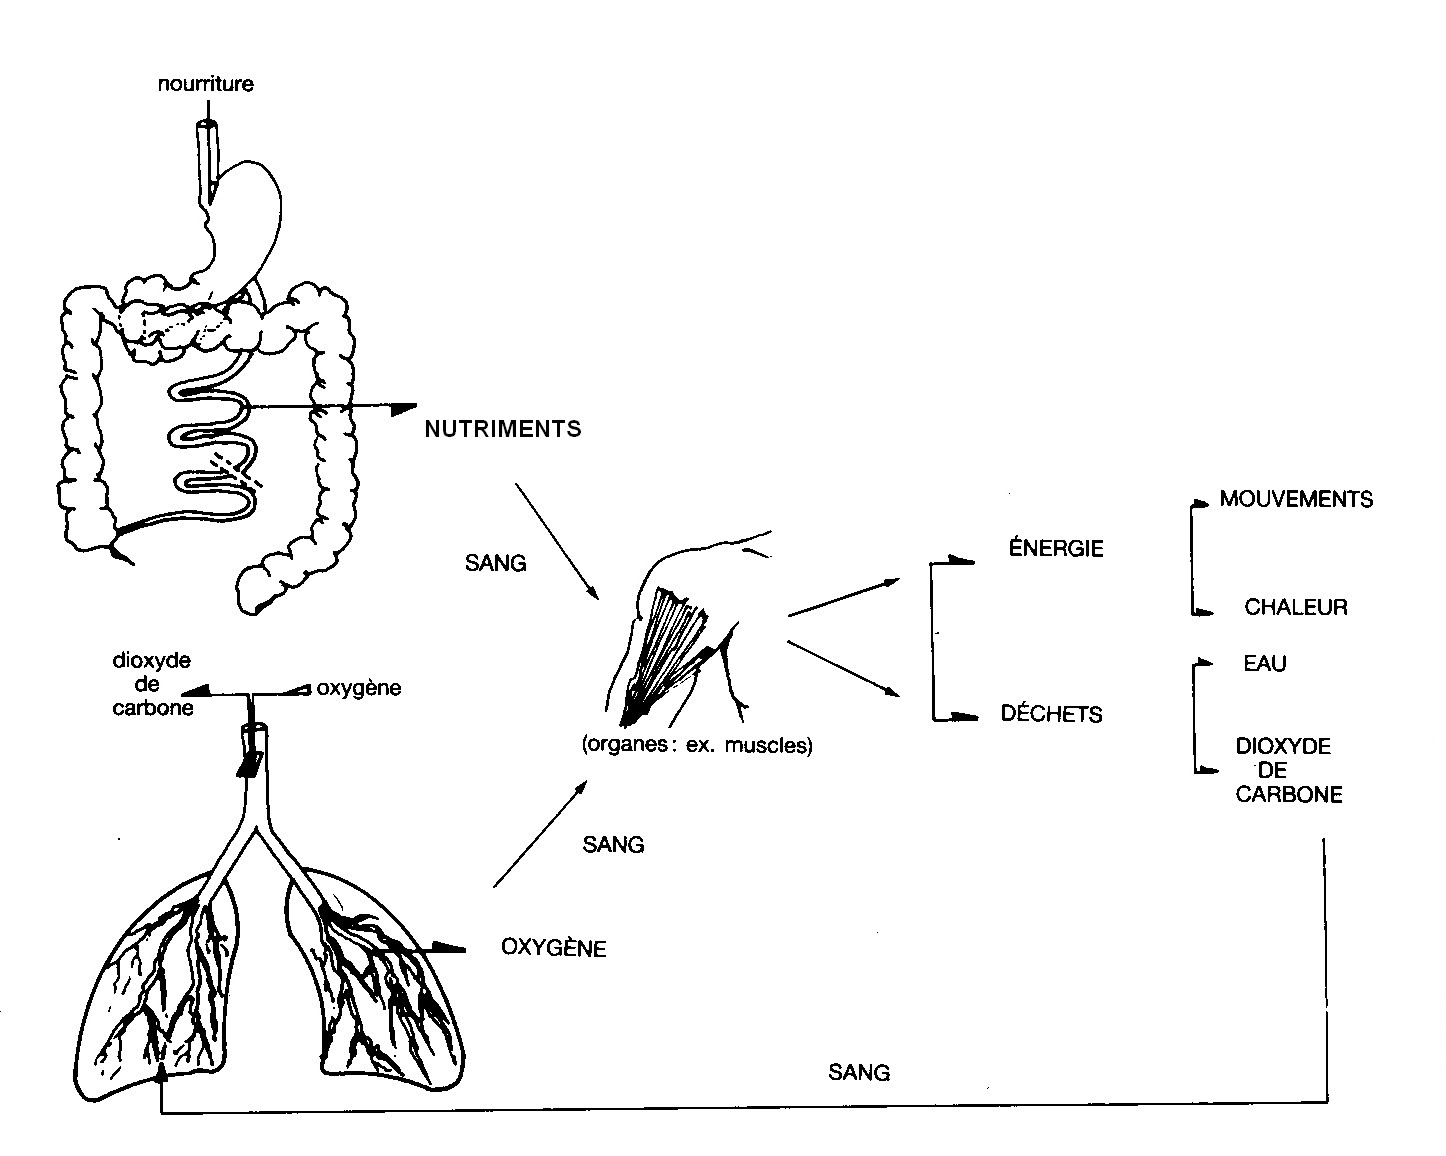 nourriture
NUTRIMENTS
SANG
dioxyde
de
carbone
oxygène
(organes: ex. muscles)
SANG
OXYGÈNE
ÉNERGIE
DÉCHETS
MOUVEMENTS
CHALEUR
EAU
DIOXYDE
DE
CARBONE
SANG